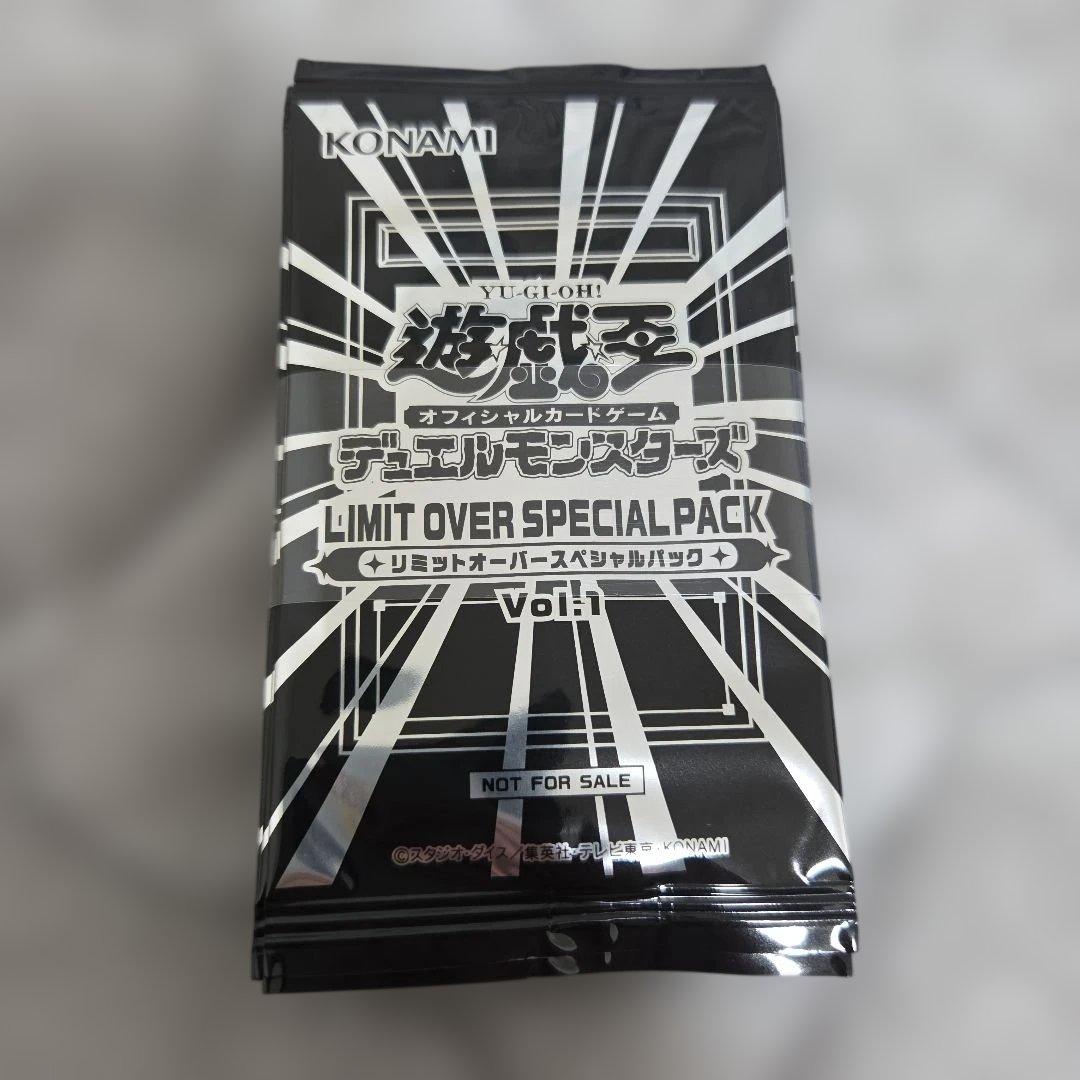 KONAMI
YU-GI-OH!
遊☆戯☆王
オフィシャルカードゲーム
デュエルモンスターズ
LIMIT OVER SPECIAL PACK
リミットオーバースペシャルパック
Vol.1
NOT FOR SALE
©スタジオ・ダイス／集英社・テレビ東京・KONAMI